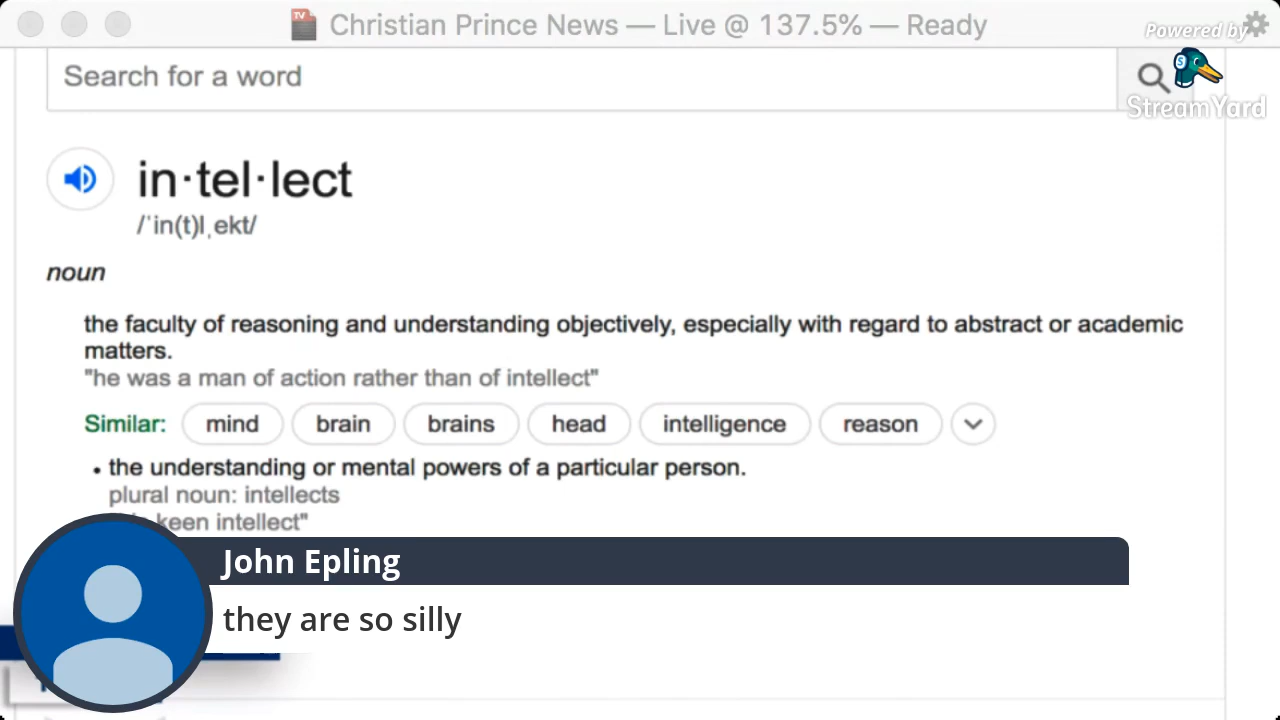 TV Christian Prince News — Live @ 137.5% — Ready
Powered by
StreamYard
Search for a word
in·tel·lect
/ˈin(t)lˌekt/
noun
the faculty of reasoning and understanding objectively, especially with regard to abstract or academic
matters.
"he was a man of action rather than of intellect"
Similar: mind brain brains head intelligence reason
• the understanding or mental powers of a particular person.
plural noun: intellects
keen intellect"
John Epling
they are so silly